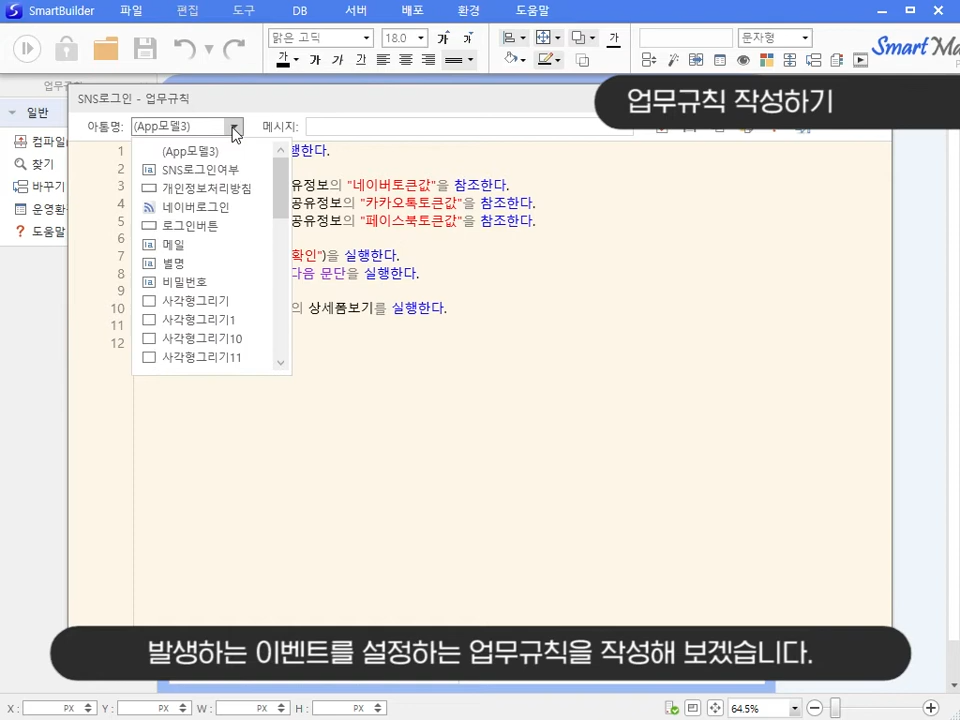 SmartBuilder 파일 편집 도구 DB 서버 배포 환경 도움말
맑은 고딕 18.0 가 가 가 문자형
가 가 가 가
SmartMa
SNS로그인 - 업무규칙
업무규칙 작성하기
일반
아톰명: (App모델3) 메시지:
컴파일
찾기
바꾸기
운영환
도움말
1 행한다.
2
3 유정보의 "네이버토큰값"을 참조한다.
4 공유정보의 "카카오톡토큰값"을 참조한다.
5 공유정보의 "페이스북토큰값"을 참조한다.
6
7 확인")을 실행한다.
8 다음 문단을 실행한다.
9
10 의 상세폼보기를 실행한다.
11
12
(App모델3)
SNS로그인여부
개인정보처리방침
네이버로그인
로그인버튼
메일
별명
비밀번호
사각형그리기
사각형그리기1
사각형그리기10
사각형그리기11
발생하는 이벤트를 설정하는 업무규칙을 작성해 보겠습니다.
X : PX Y : PX W : PX H : PX 64.5%